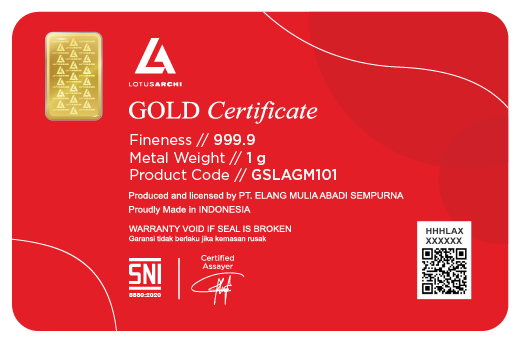 LOTUSARCHI
GOLD Certificate
Fineness // 999.9
Metal Weight // 1 g
Product Code // GSLAGM101
Produced and licensed by PT. ELANG MULIA ABADI SEMPURNA
Proudly Made in INDONESIA
WARRANTY VOID IF SEAL IS BROKEN
Garansi tidak berlaku jika kemasan rusak
SNI
8880:2020
Certified
Assayer
HHHLAX
XXXXXX